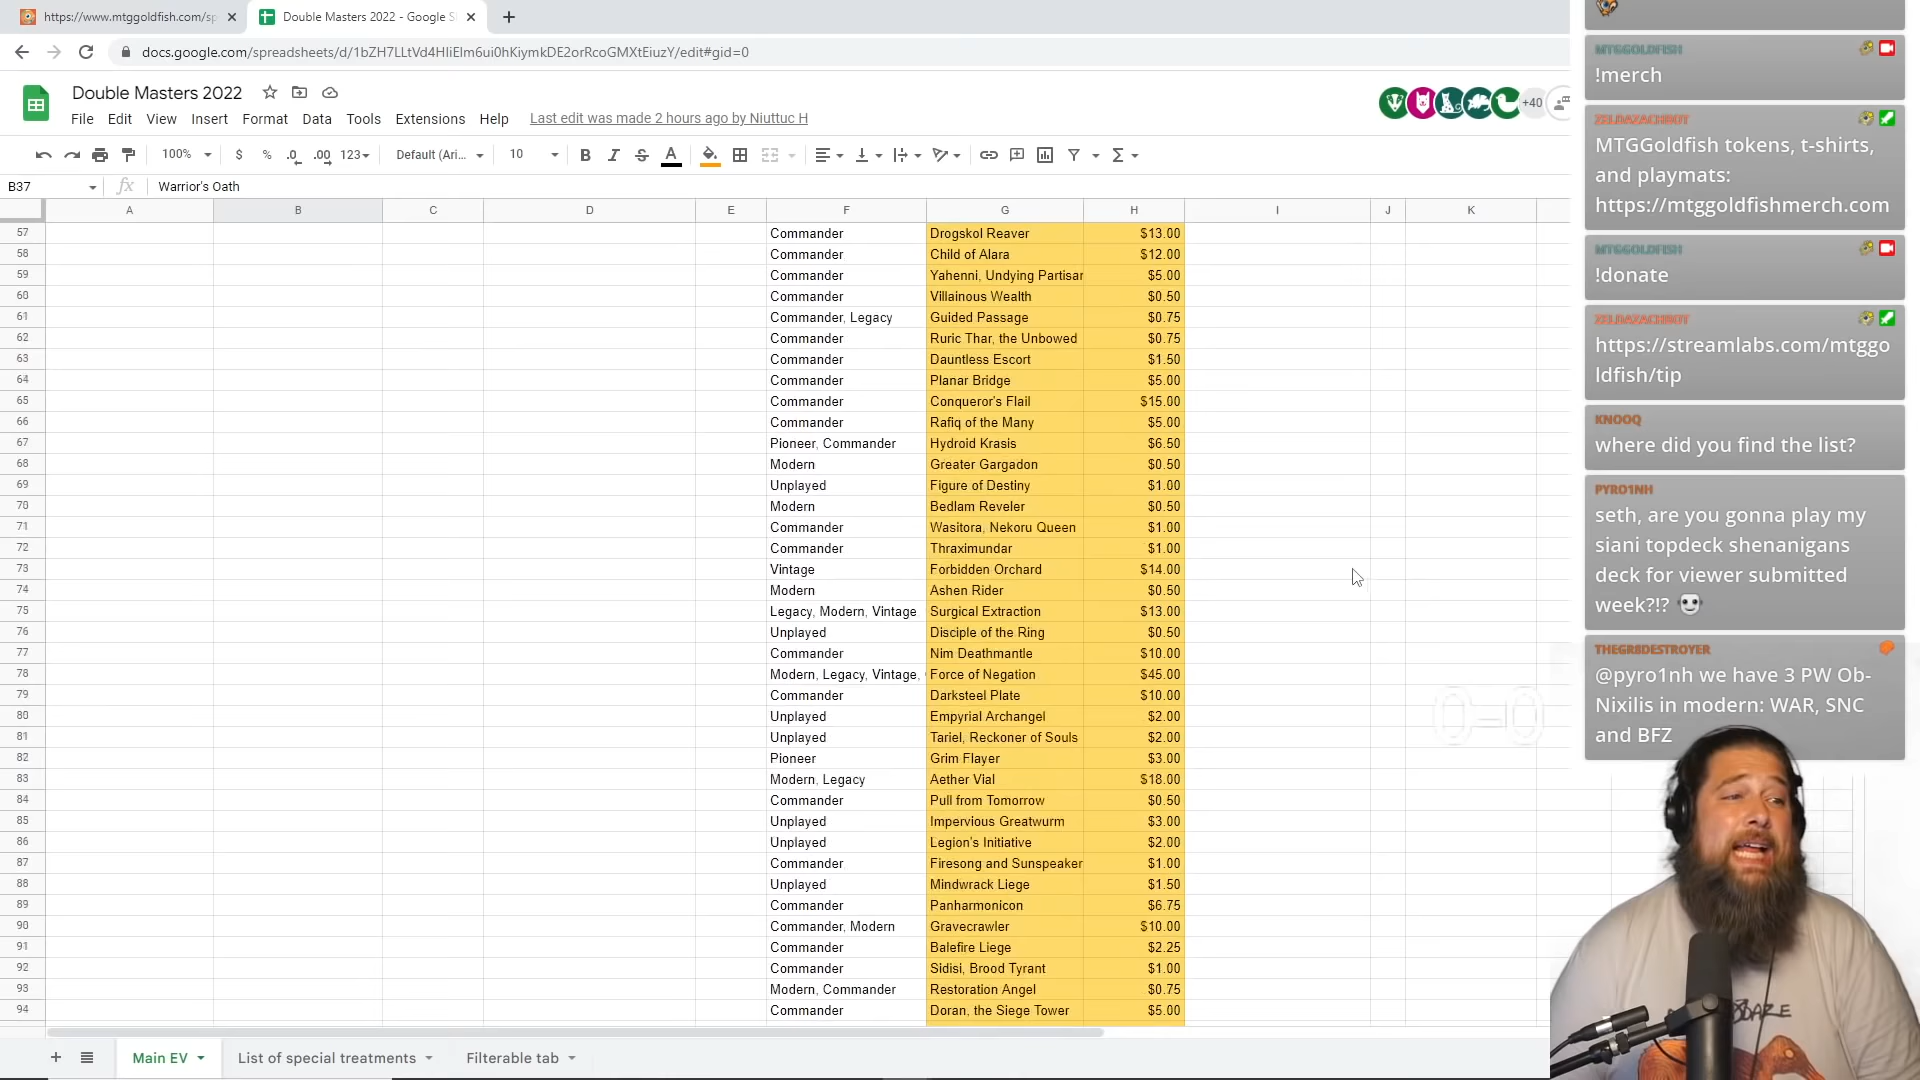 https://www.mtggoldfish.com/sp
Double Masters 2022 - Google S
docs.google.com/spreadsheets/d/1bZH7LLtVd4HIiEIm6ui0hKiymkDE2orRcoGMXtEiuzY/edit#gid=0
Double Masters 2022
+40
File Edit View Insert Format Data Tools Extensions Help Last edit was made 2 hours ago by Niuttuc H
100% $ % .0 .00 123 Default (Ari... 10 B I S A
B37 fx Warrior's Oath
A B C D E F G H I J K
57 Commander Drogskol Reaver $13.00
58 Commander Child of Alara $12.00
59 Commander Yahenni, Undying Partisan $5.00
60 Commander Villainous Wealth $0.50
61 Commander, Legacy Guided Passage $0.75
62 Commander Ruric Thar, the Unbowed $0.75
63 Commander Dauntless Escort $1.50
64 Commander Planar Bridge $5.00
65 Commander Conqueror's Flail $15.00
66 Commander Rafiq of the Many $5.00
67 Pioneer, Commander Hydroid Krasis $6.50
68 Modern Greater Gargadon $0.50
69 Unplayed Figure of Destiny $1.00
70 Modern Bedlam Reveler $0.50
71 Commander Wasitora, Nekoru Queen $1.00
72 Commander Thraximundar $1.00
73 Vintage Forbidden Orchard $14.00
74 Modern Ashen Rider $0.50
75 Legacy, Modern, Vintage Surgical Extraction $13.00
76 Unplayed Disciple of the Ring $0.50
77 Commander Nim Deathmantle $10.00
78 Modern, Legacy, Vintage, Force of Negation $45.00
79 Commander Darksteel Plate $10.00
80 Unplayed Empyrial Archangel $2.00
81 Unplayed Tariel, Reckoner of Souls $2.00
82 Pioneer Grim Flayer $3.00
83 Modern, Legacy Aether Vial $18.00
84 Commander Pull from Tomorrow $0.50
85 Unplayed Impervious Greatwurm $3.00
86 Unplayed Legion's Initiative $2.00
87 Commander Firesong and Sunspeaker $1.00
88 Unplayed Mindwrack Liege $1.50
89 Commander Panharmonicon $6.75
90 Commander, Modern Gravecrawler $10.00
91 Commander Balefire Liege $2.25
92 Commander Sidisi, Brood Tyrant $1.00
93 Modern, Commander Restoration Angel $0.75
94 Commander Doran, the Siege Tower $5.00
Main EV List of special treatments Filterable tab
MTGGOLDFISH
!merch
ZELDAZACHBOT
MTGGoldfish tokens, t-shirts,
and playmats:
https://mtggoldfishmerch.com
MTGGOLDFISH
!donate
ZELDAZACHBOT
https://streamlabs.com/mtggo
ldfish/tip
KNOOQ
where did you find the list?
PYRO1NH
seth, are you gonna play my
siani topdeck shenanigans
deck for viewer submitted
week?!?
THEGR8DESTROYER
@pyro1nh we have 3 PW Ob-
Nixilis in modern: WAR, SNC
and BFZ
0-0